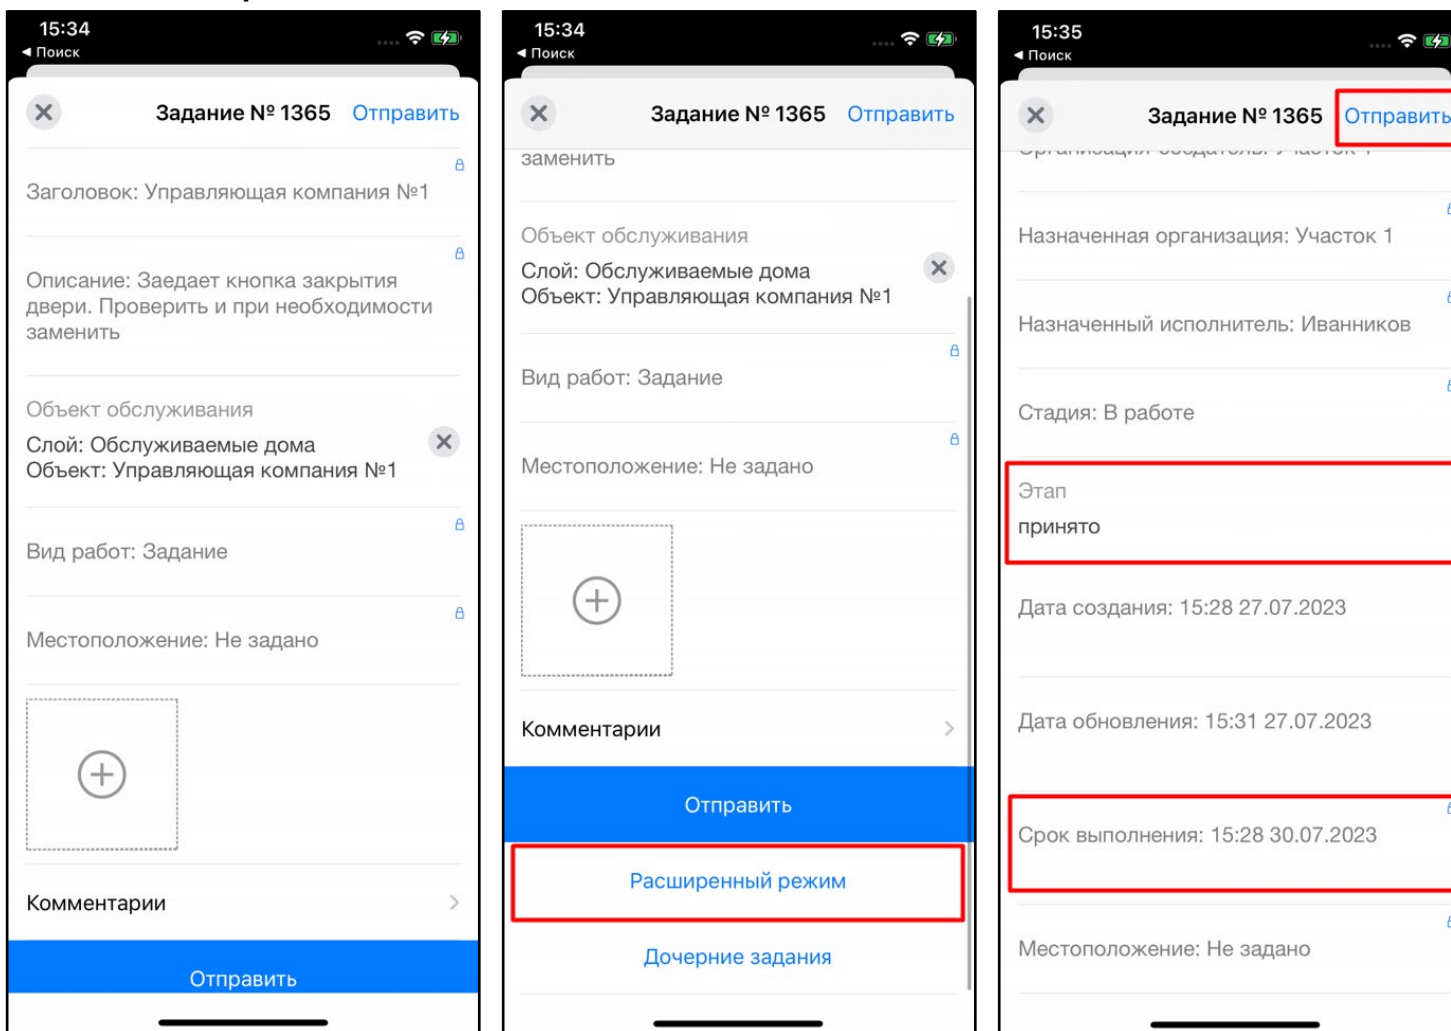 15:34
Поиск
Задание № 1365 Отправить
Заголовок: Управляющая компания №1
Описание: Заедает кнопка закрытия
двери. Проверить и при необходимости
заменить
Объект обслуживания
Слой: Обслуживаемые дома
Объект: Управляющая компания №1
Вид работ: Задание
Местоположение: Не задано
Комментарии
Отправить
15:34
Поиск
Задание № 1365 Отправить
заменить
Объект обслуживания
Слой: Обслуживаемые дома
Объект: Управляющая компания №1
Вид работ: Задание
Местоположение: Не задано
Комментарии
Отправить
Расширенный режим
Дочерние задания
15:35
Поиск
Задание № 1365 Отправить
Назначенная организация: Участок 1
Назначенный исполнитель: Иванников
Стадия: В работе
Этап
принято
Дата создания: 15:28 27.07.2023
Дата обновления: 15:31 27.07.2023
Срок выполнения: 15:28 30.07.2023
Местоположение: Не задано